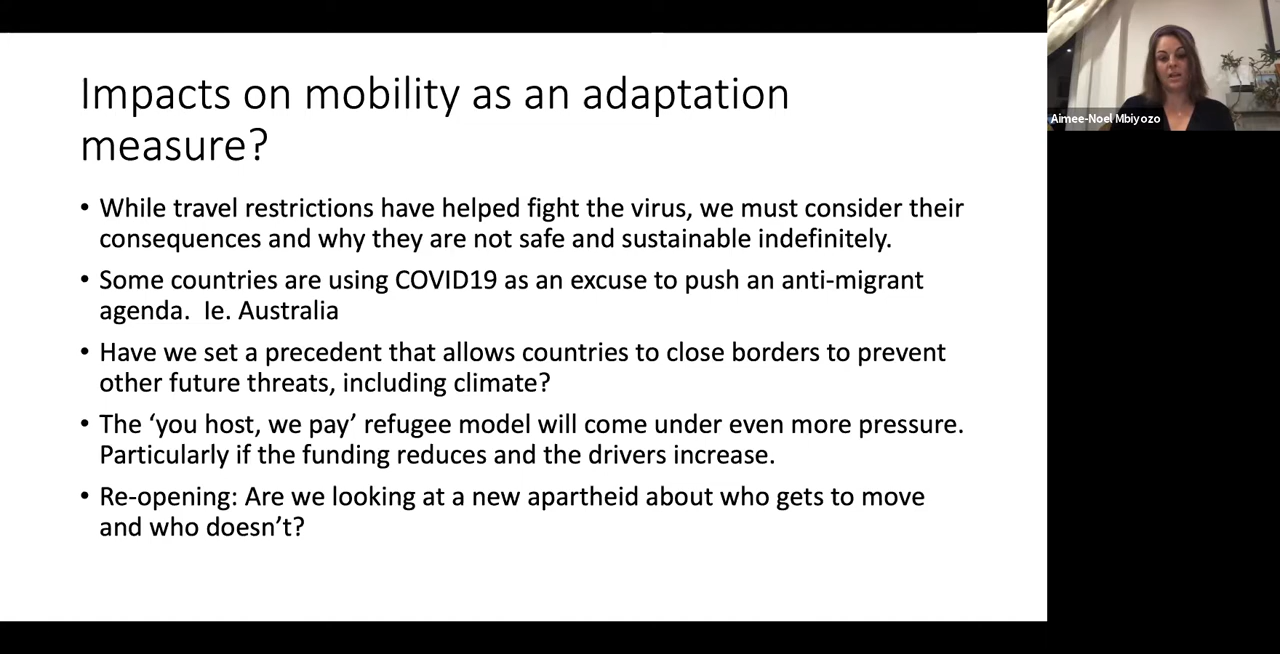 Impacts on mobility as an adaptation
measure?
• While travel restrictions have helped fight the virus, we must consider their
consequences and why they are not safe and sustainable indefinitely.
• Some countries are using COVID19 as an excuse to push an anti-migrant
agenda.  Ie. Australia
• Have we set a precedent that allows countries to close borders to prevent
other future threats, including climate?
• The ‘you host, we pay’ refugee model will come under even more pressure.
Particularly if the funding reduces and the drivers increase.
• Re-opening: Are we looking at a new apartheid about who gets to move
and who doesn’t?
Aimee-Noel Mbiyozo